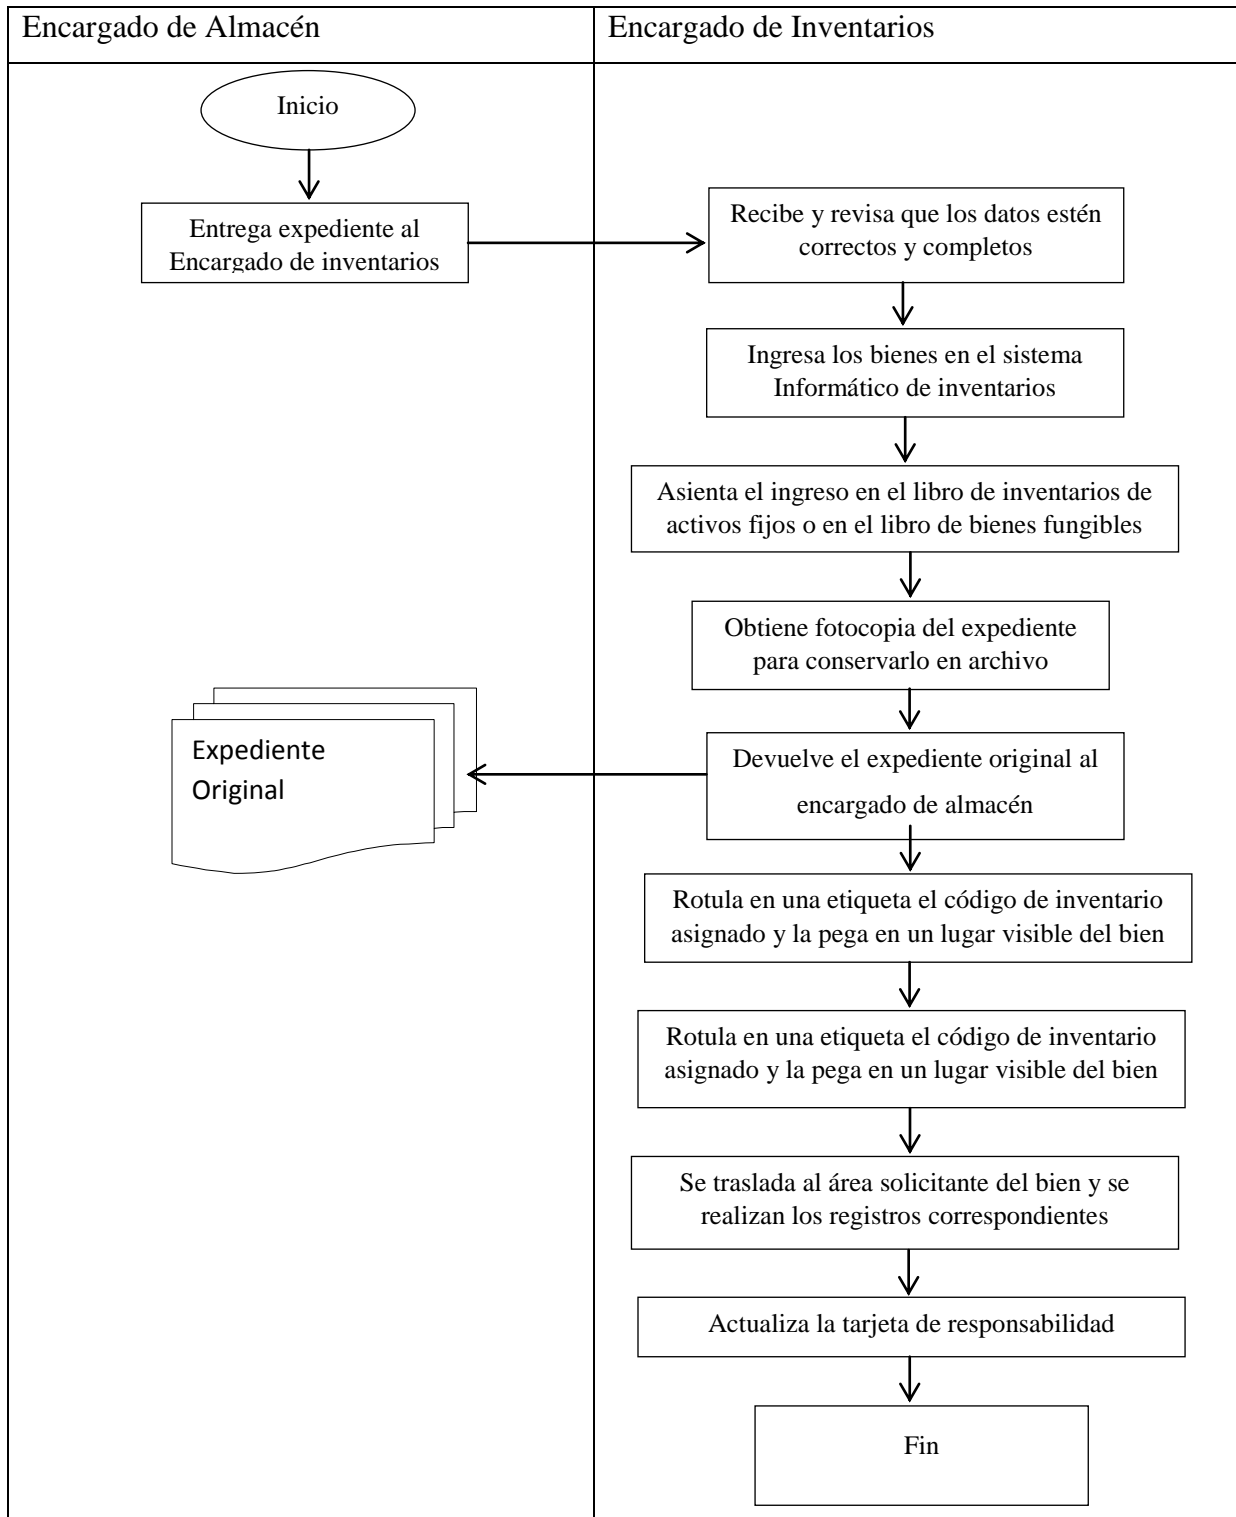 Encargado de Almacén
Encargado de Inventarios
Inicio
Entrega expediente al
Encargado de inventarios
Recibe y revisa que los datos estén
correctos y completos
Ingresa los bienes en el sistema
Informático de inventarios
Asienta el ingreso en el libro de inventarios de
activos fijos o en el libro de bienes fungibles
Obtiene fotocopia del expediente
para conservarlo en archivo
Devuelve el expediente original al
encargado de almacén
Expediente
Original
Rotula en una etiqueta el código de inventario
asignado y la pega en un lugar visible del bien
Rotula en una etiqueta el código de inventario
asignado y la pega en un lugar visible del bien
Se traslada al área solicitante del bien y se
realizan los registros correspondientes
Actualiza la tarjeta de responsabilidad
Fin